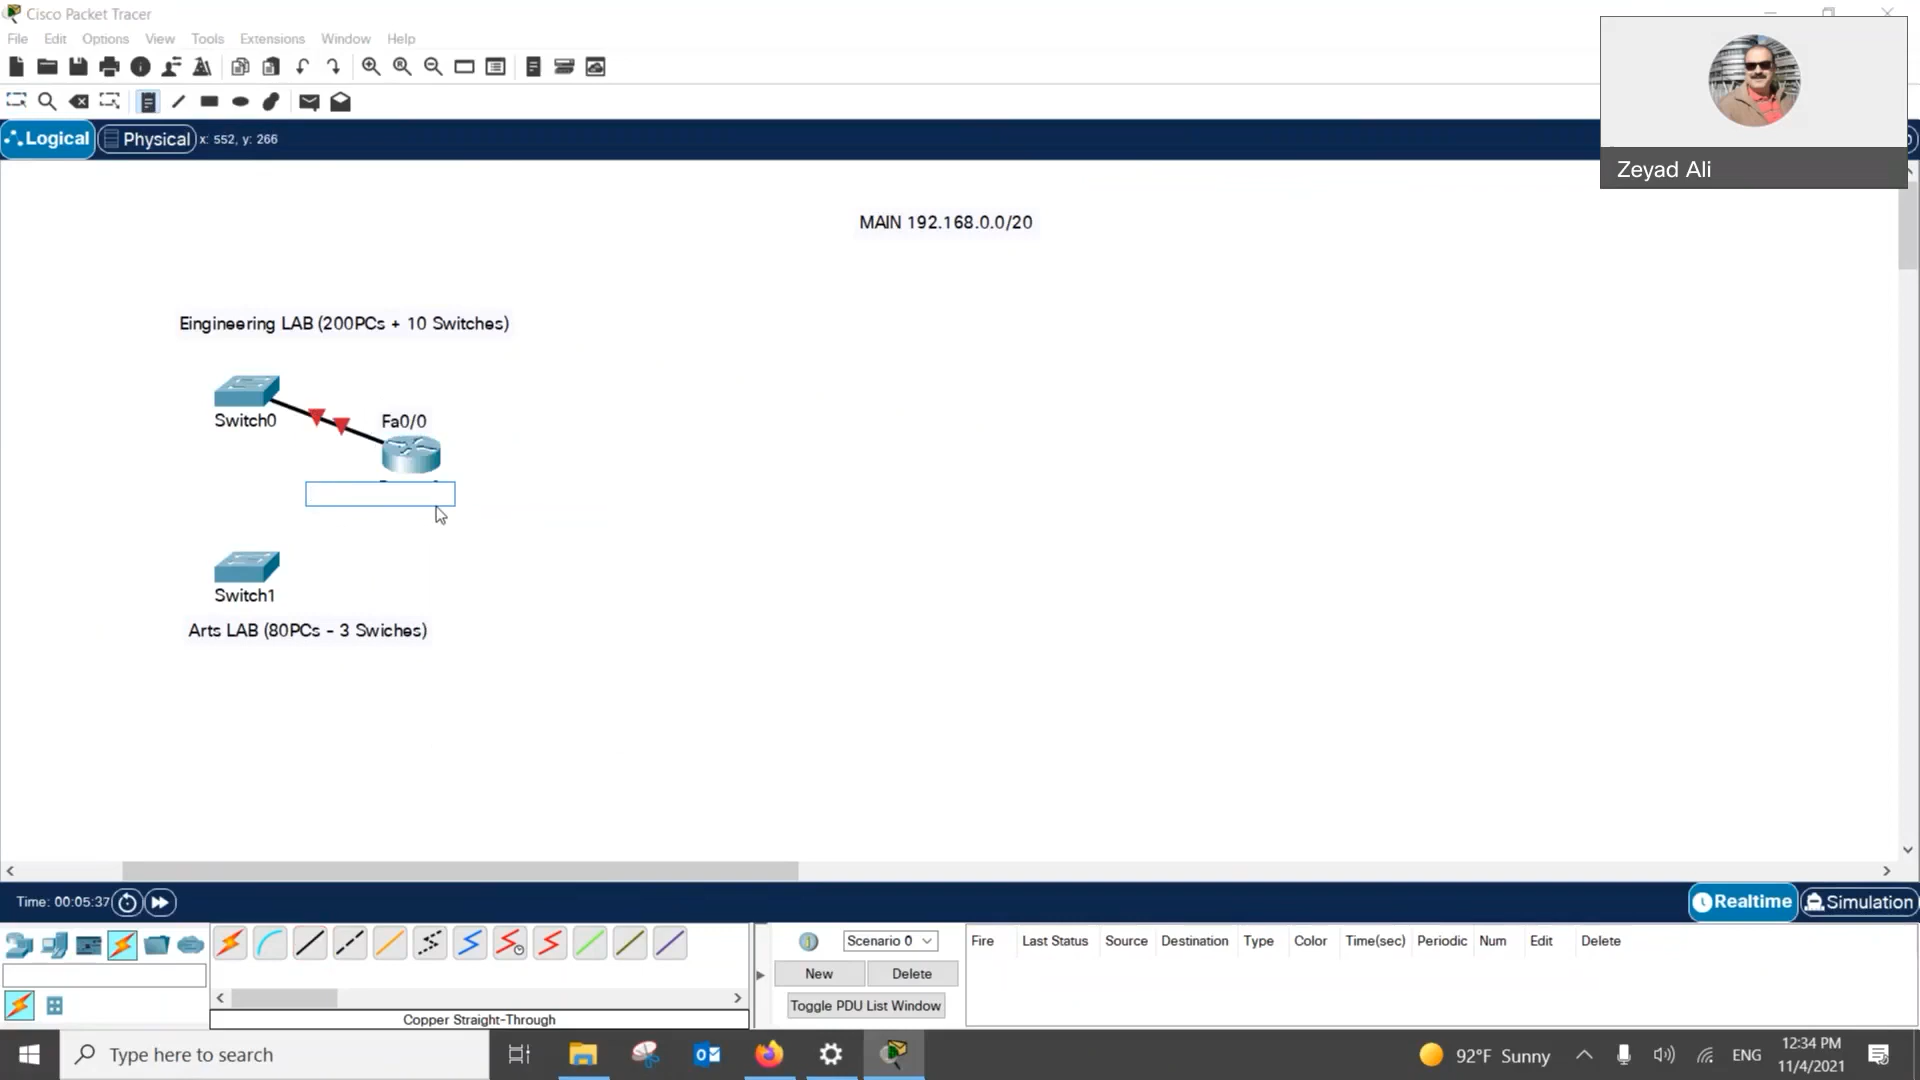 Cisco Packet Tracer
File Edit Options View Tools Extensions Window Help
Logical Physical x: 552, y: 266
Zeyad Ali
MAIN 192.168.0.0/20
Eingineering LAB (200PCs + 10 Switches)
Switch0
Fa0/0
Switch1
Arts LAB (80PCs - 3 Swiches)
Time: 00:05:37
Realtime Simulation
Scenario 0
New Delete
Toggle PDU List Window
Fire Last Status Source Destination Type Color Time(sec) Periodic Num Edit Delete
Copper Straight-Through
Type here to search
92°F Sunny
ENG
12:34 PM
11/4/2021